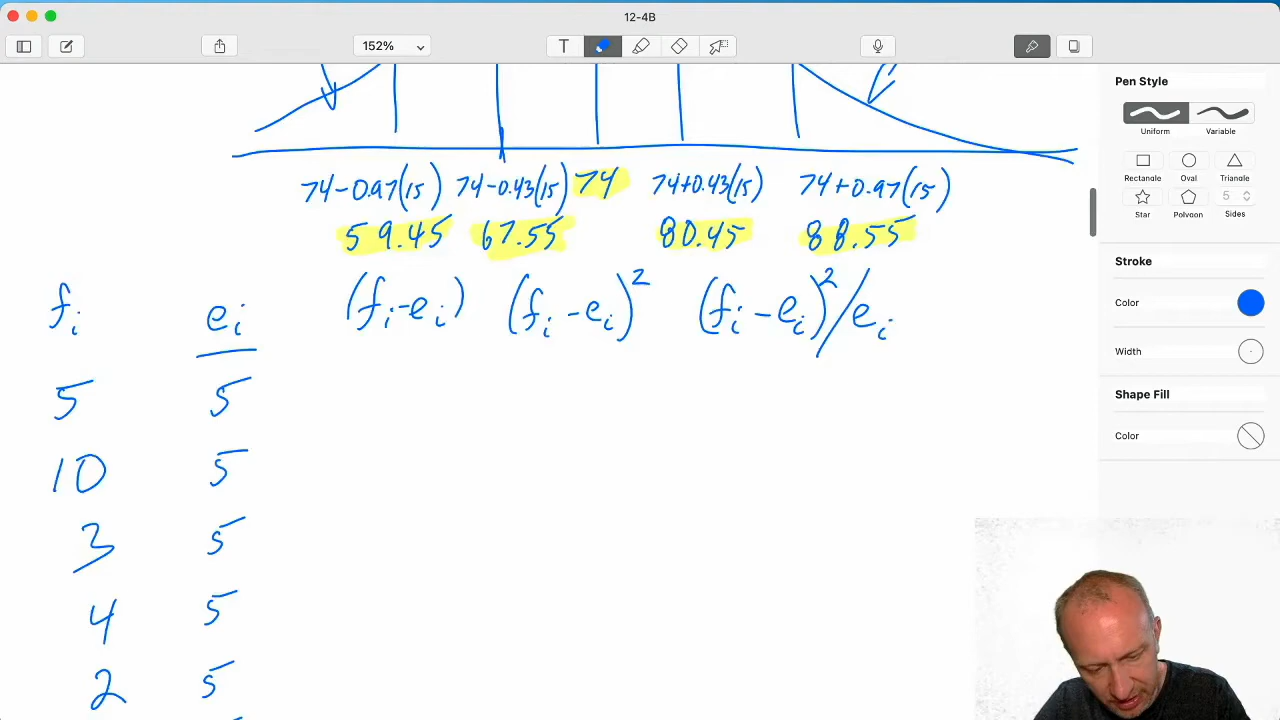 12-4B
152%
T
Pen Style
Uniform
Variable
Rectangle
Oval
Triangle
Star
Polygon
5
Sides
Stroke
Color
Width
Shape Fill
Color
74-0.97(15) 74-0.43(15) 74 74+0.43(15) 74+0.97(15)
59.45 67.55 80.45 88.55
fi ei (fi-ei) (fi-ei)² (fi-ei)²/ei
5 5
10 5
3 5
4 5
2 5